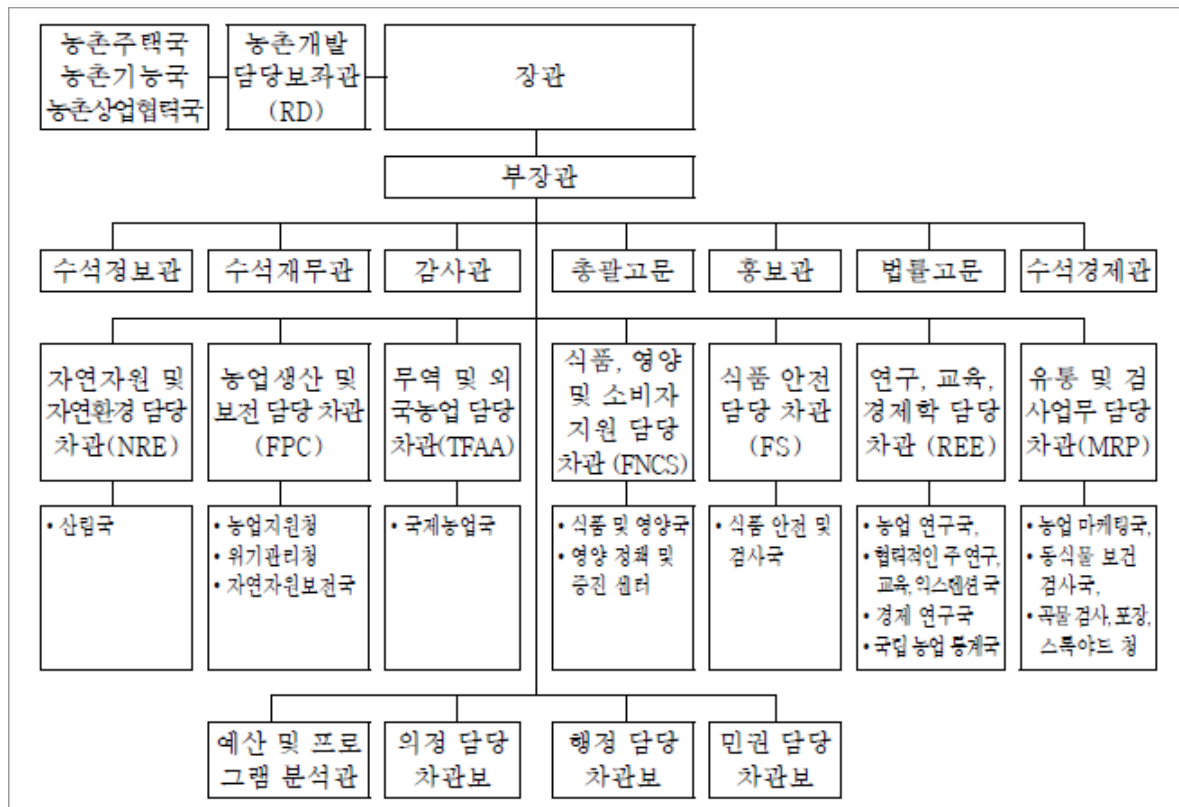 농촌주택국
농촌기능국
농촌상업협력국
농촌개발
담당보좌관
(RD)
장관
부장관
수석정보관
수석재무관
감사관
총괄고문
홍보관
법률고문
수석경제관
자연자원 및
자연환경 담당
차관(NRE)
농업생산 및
보전 담당 차관
(FPC)
무역 및 외
국농업 담당
차관(TFAA)
식품, 영양
및 소비자
지원 담당
차관 (FNCS)
식품 안전
담당 차관
(FS)
연구, 교육,
경제학 담당
차관 (REE)
유통 및 검
사업무 담당
차관(MRP)
• 산림국
• 농업지원청
• 위기관리청
• 자연자원보전국
• 국제농업국
• 식품 및 영양국
• 영양 정책 및
증진 센터
• 식품 안전 및
검사국
• 농업 연구국,
• 협력적인 주 연구,
교육, 익스텐션 국
• 경제 연구국
• 국립 농업 통계국
• 농업 마케팅국,
• 동식물 보건
검사국,
• 곡물 검사, 포장,
스톡야드 청
예산 및 프로
그램 분석관
의정 담당
차관보
행정 담당
차관보
민권 담당
차관보